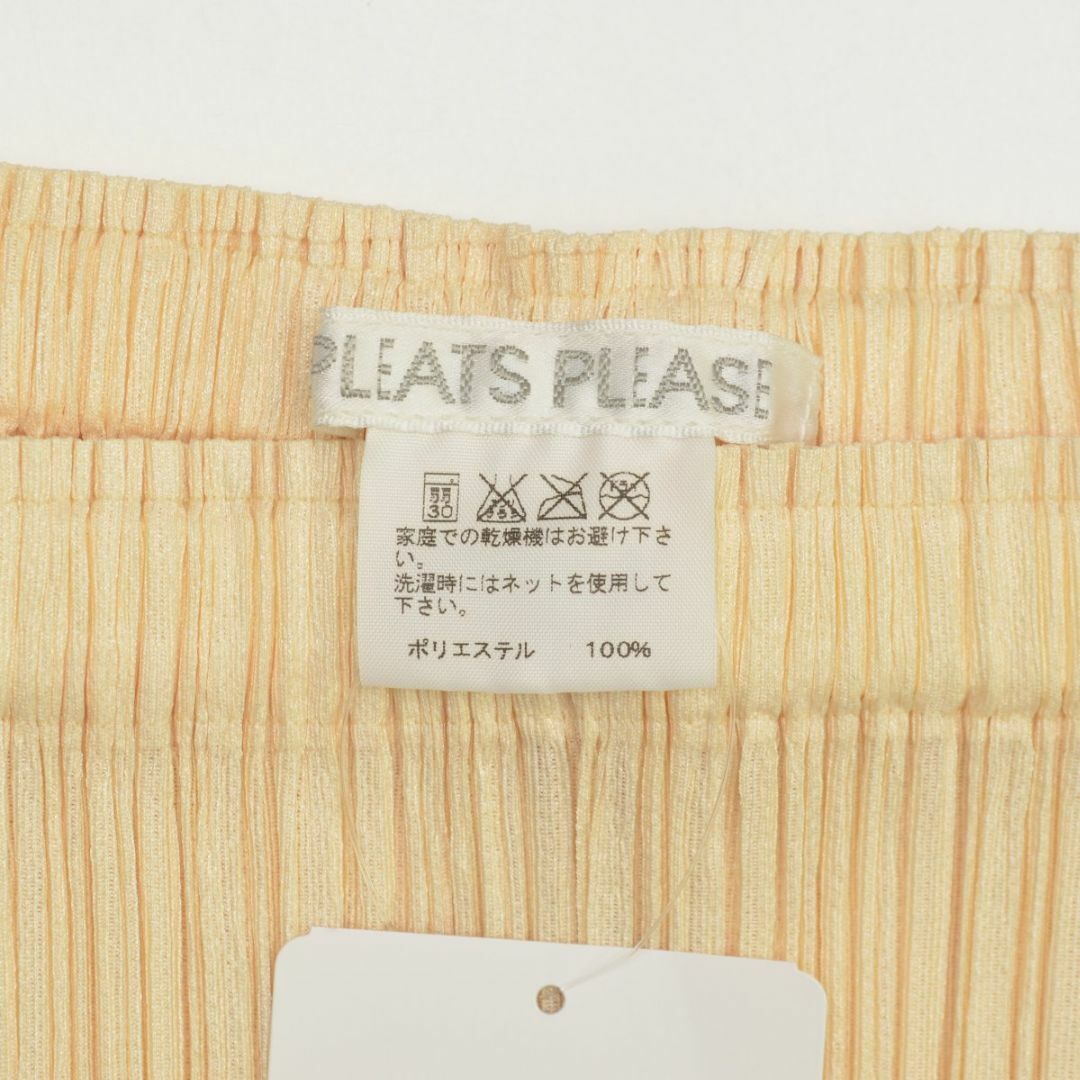 PLEATS PLEASE
弱
30
家庭での乾燥機はお避け下さ
い。
洗濯時にはネットを使用して
下さい。
ポリエステル 100%